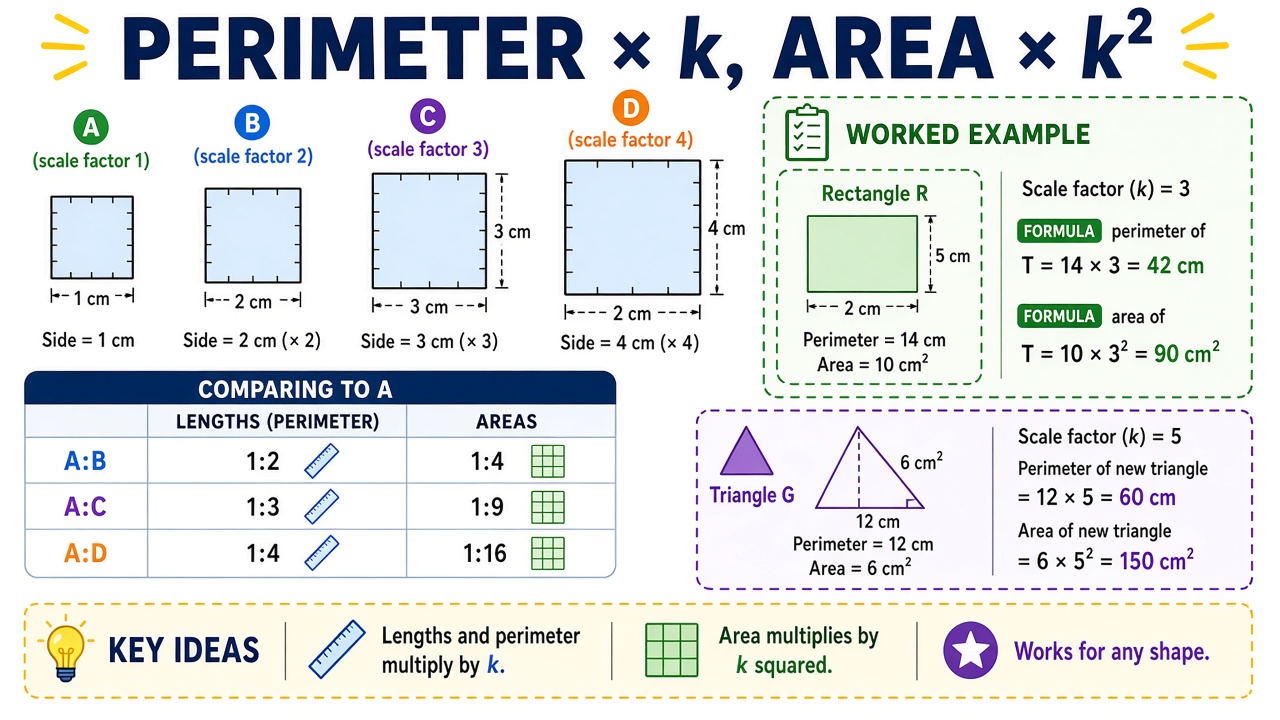 PERIMETER × k, AREA × k²
A
(scale factor 1)
1 cm
Side = 1 cm
B
(scale factor 2)
2 cm
Side = 2 cm (× 2)
C
(scale factor 3)
3 cm
3 cm
Side = 3 cm (× 3)
D
(scale factor 4)
4 cm
2 cm
Side = 4 cm (× 4)
WORKED EXAMPLE
Rectangle R
5 cm
2 cm
Perimeter = 14 cm
Area = 10 cm²
Scale factor (k) = 3
FORMULA perimeter of
T = 14 × 3 = 42 cm
FORMULA area of
T = 10 × 3² = 90 cm²
COMPARING TO A
LENGTHS (PERIMETER) AREAS
A:B 1:2 1:4
A:C 1:3 1:9
A:D 1:4 1:16
Triangle G
6 cm²
12 cm
Perimeter = 12 cm
Area = 6 cm²
Scale factor (k) = 5
Perimeter of new triangle
= 12 × 5 = 60 cm
Area of new triangle
= 6 × 5² = 150 cm²
KEY IDEAS
Lengths and perimeter
multiply by k.
Area multiplies by
k squared.
Works for any shape.